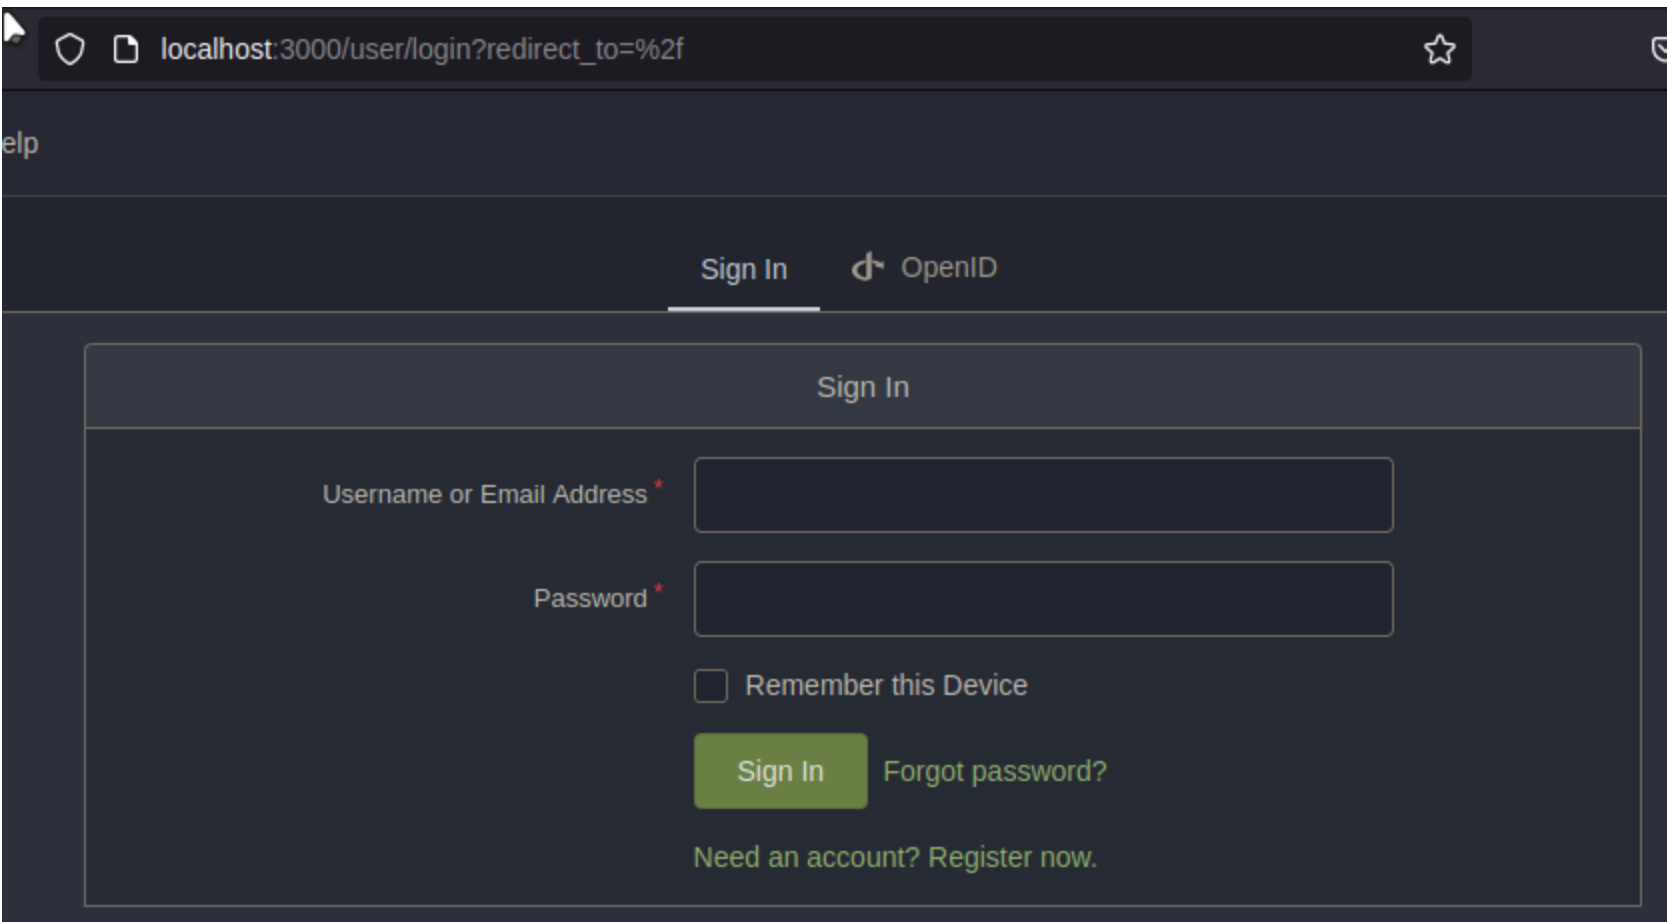 localhost:3000/user/login?redirect_to=%2f
elp
Sign In OpenID
Sign In
Username or Email Address *
Password *
Remember this Device
Sign In Forgot password?
Need an account? Register now.